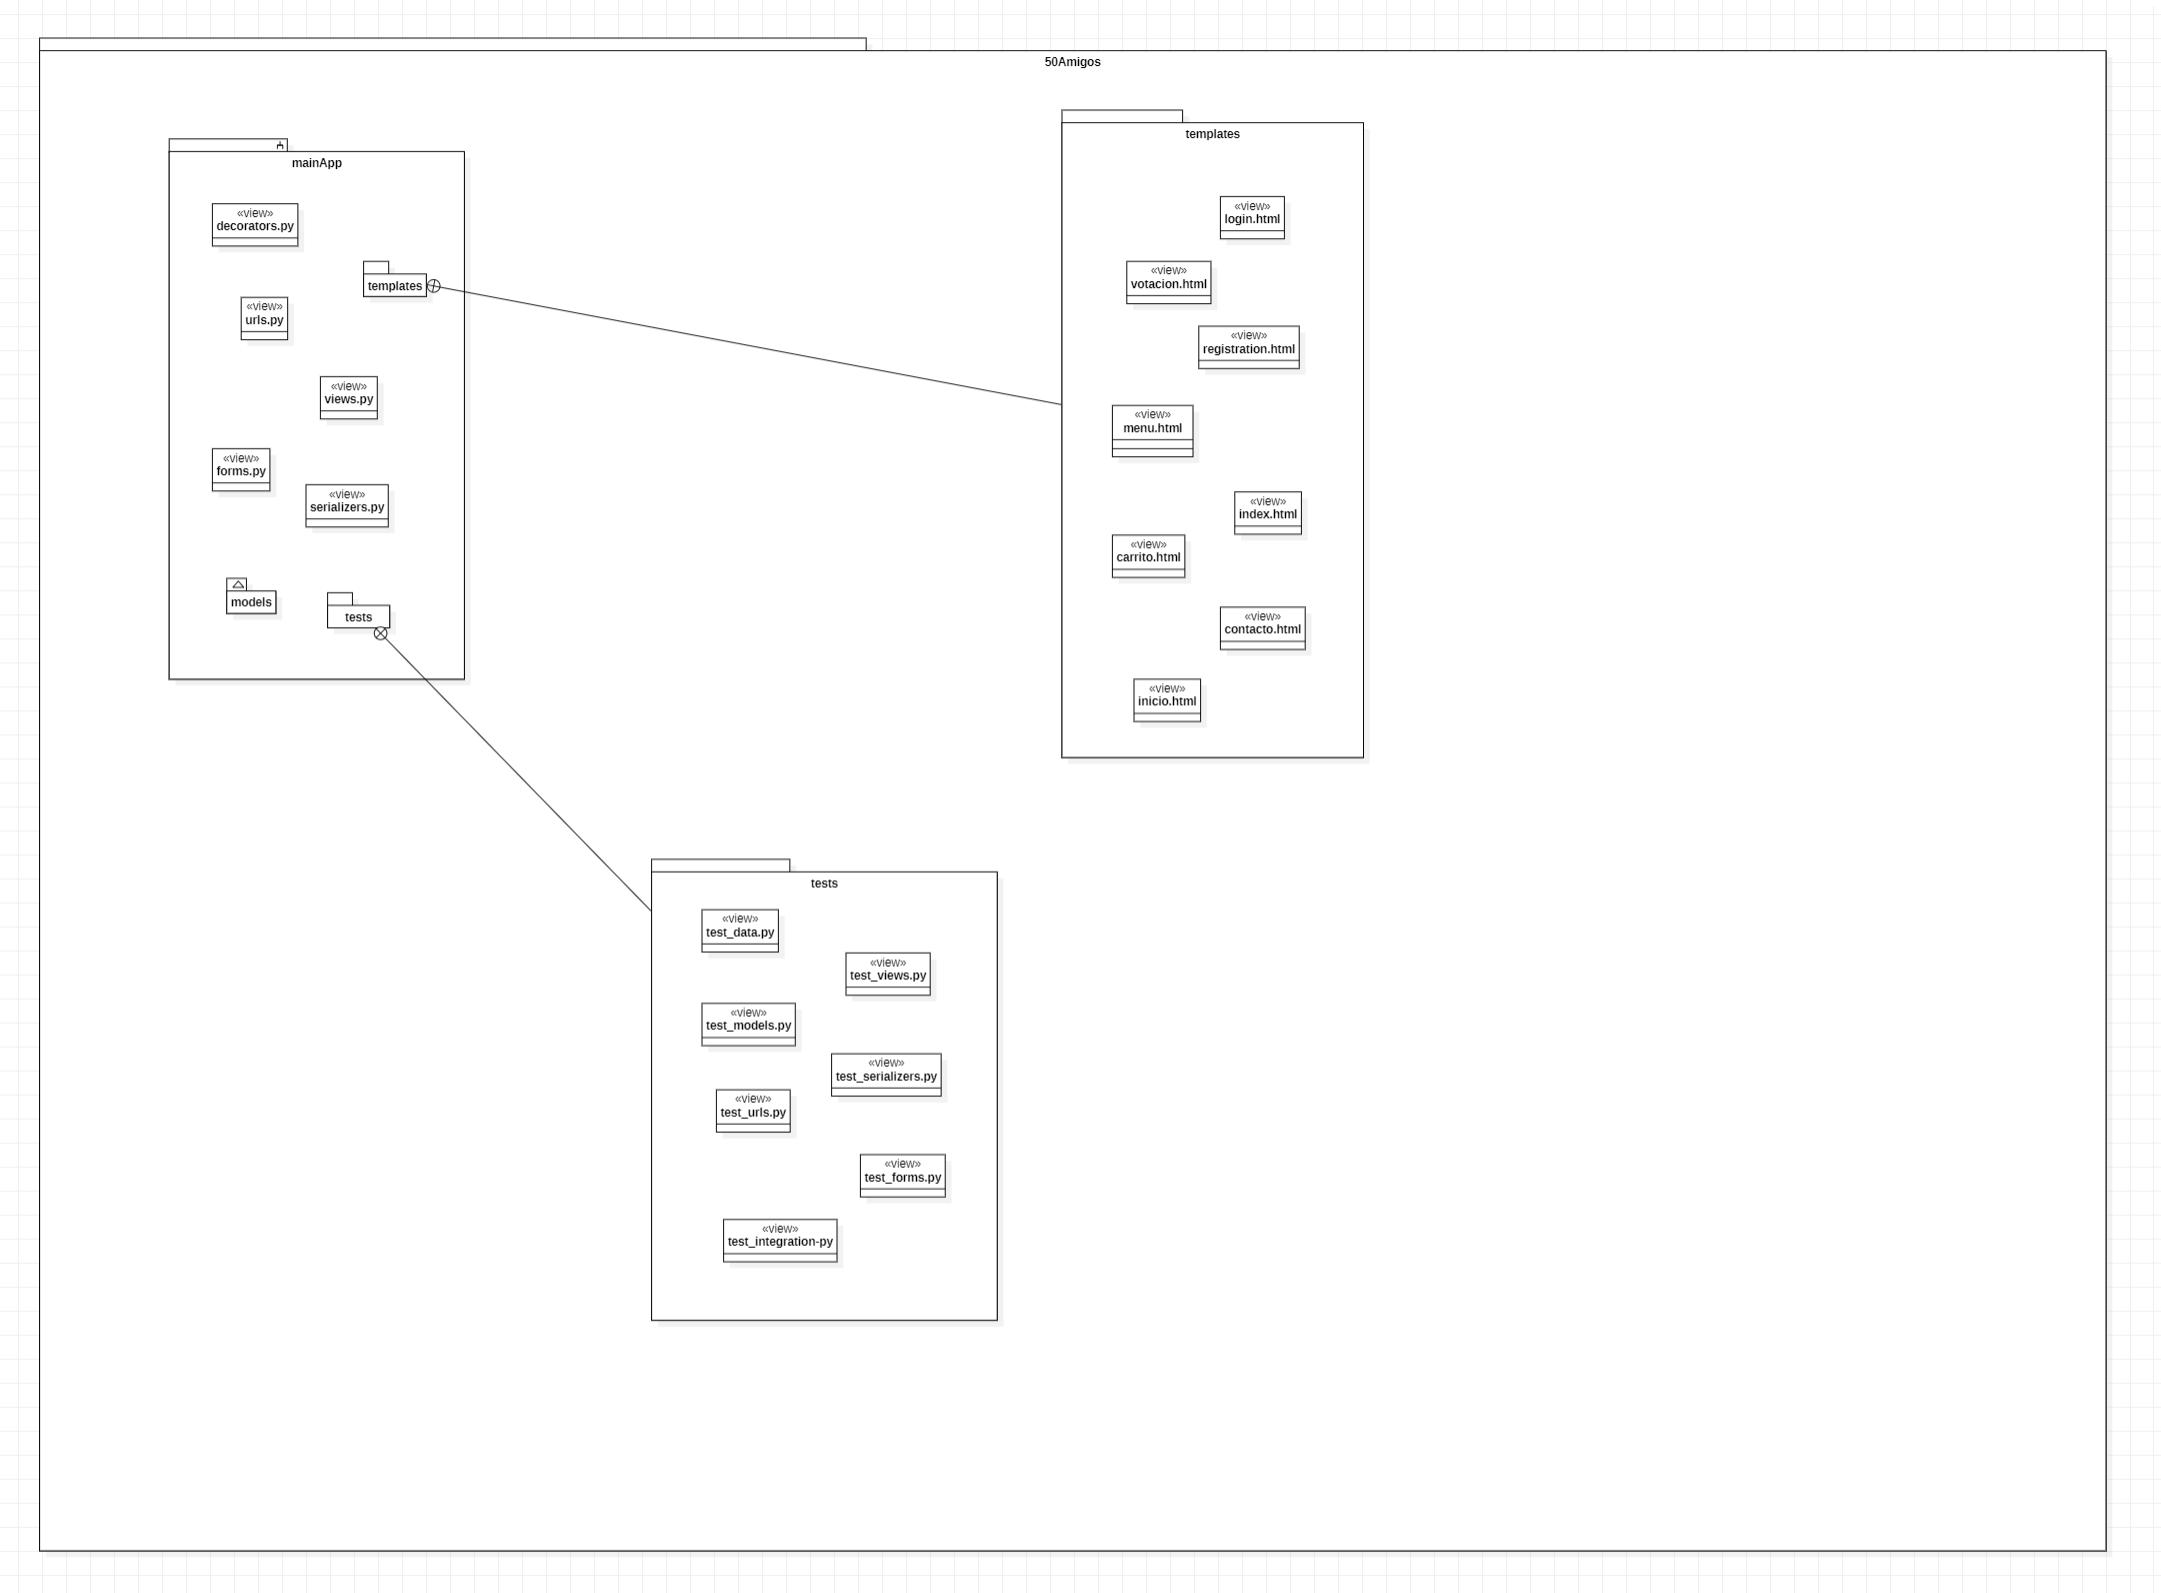 50Amigos
mainApp
«view»
decorators.py
templates
«view»
urls.py
«view»
views.py
«view»
forms.py
«view»
serializers.py
models
tests
templates
«view»
login.html
«view»
votacion.html
«view»
registration.html
«view»
menu.html
«view»
index.html
«view»
carrito.html
«view»
contacto.html
«view»
inicio.html
tests
«view»
test_data.py
«view»
test_views.py
«view»
test_models.py
«view»
test_serializers.py
«view»
test_urls.py
«view»
test_forms.py
«view»
test_integration-py